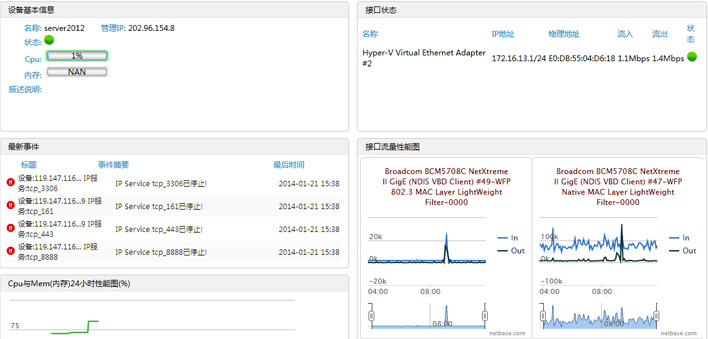 设备基本信息
名称: server2012 管理IP: 202.96.154.8
状态:
Cpu: 1%
内存: NAN
描述说明:
接口状态
名称 IP地址 物理地址 流入 流出 状态
Hyper-V Virtual Ethernet Adapter #2 172.16.13.1/24 E0:DB:55:04:D6:18 1.1Mbps 1.4Mbps
最新事件
标题 事件摘要 最后时间
设备:119.147.116... IP服务:tcp_3306 IP Service tcp_3306已停止! 2014-01-21 15:38
设备:119.147.116...9 IP服务:tcp_161 IP Service tcp_161已停止! 2014-01-21 15:38
设备:119.147.116...9 IP服务:tcp_443 IP Service tcp_443已停止! 2014-01-21 15:38
设备:119.147.116... IP服务:tcp_8888 IP Service tcp_8888已停止! 2014-01-21 15:38
Cpu与Mem(内存)24小时性能图(%)
75
接口流量性能图
Broadcom BCM5708C NetXtreme
II GigE (NDIS VBD Client) #49-WFP
802.3 MAC Layer LightWeight
Filter-0000
20k
0k
-20k
In
Out
04:00 08:00
08:00
netbase.com
Broadcom BCM5708C NetXtreme
II GigE (NDIS VBD Client) #47-WFP
Native MAC Layer LightWeight
Filter-0000
100k
0k
-100k
In
Out
04:00 08:00
08:00
netbase.com